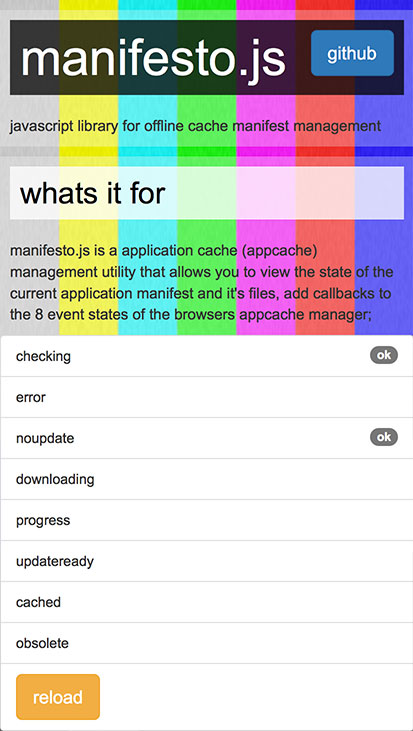 manifesto.js github
javascript library for offline cache manifest management
whats it for
manifesto.js is a application cache (appcache)
management utility that allows you to view the state of the
current application manifest and it's files, add callbacks to
the 8 event states of the browsers appcache manager;
checking ok
error
noupdate ok
downloading
progress
updateready
cached
obsolete
reload